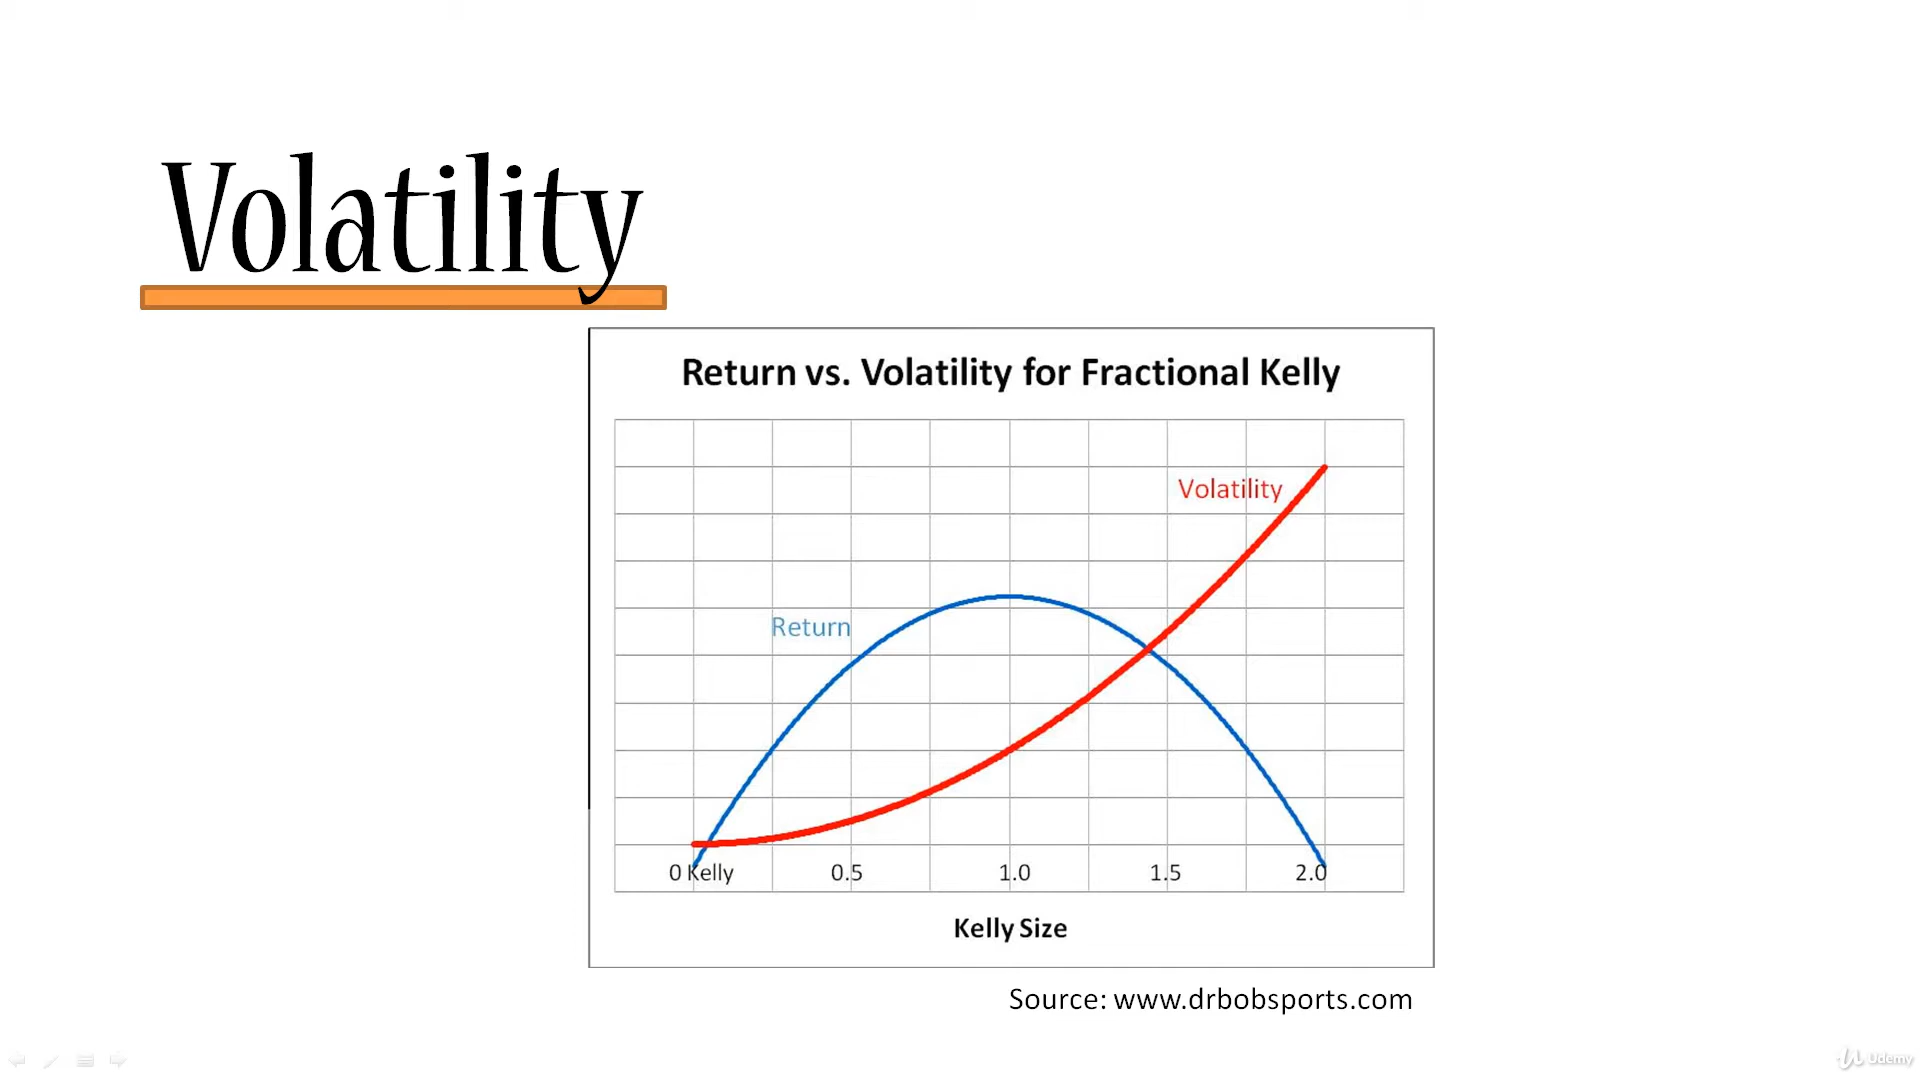 Volatility
Return vs. Volatility for Fractional Kelly
Volatility
Return
0 Kelly 0.5 1.0 1.5 2.0
Kelly Size
Source: www.drbobsports.com
Udemy